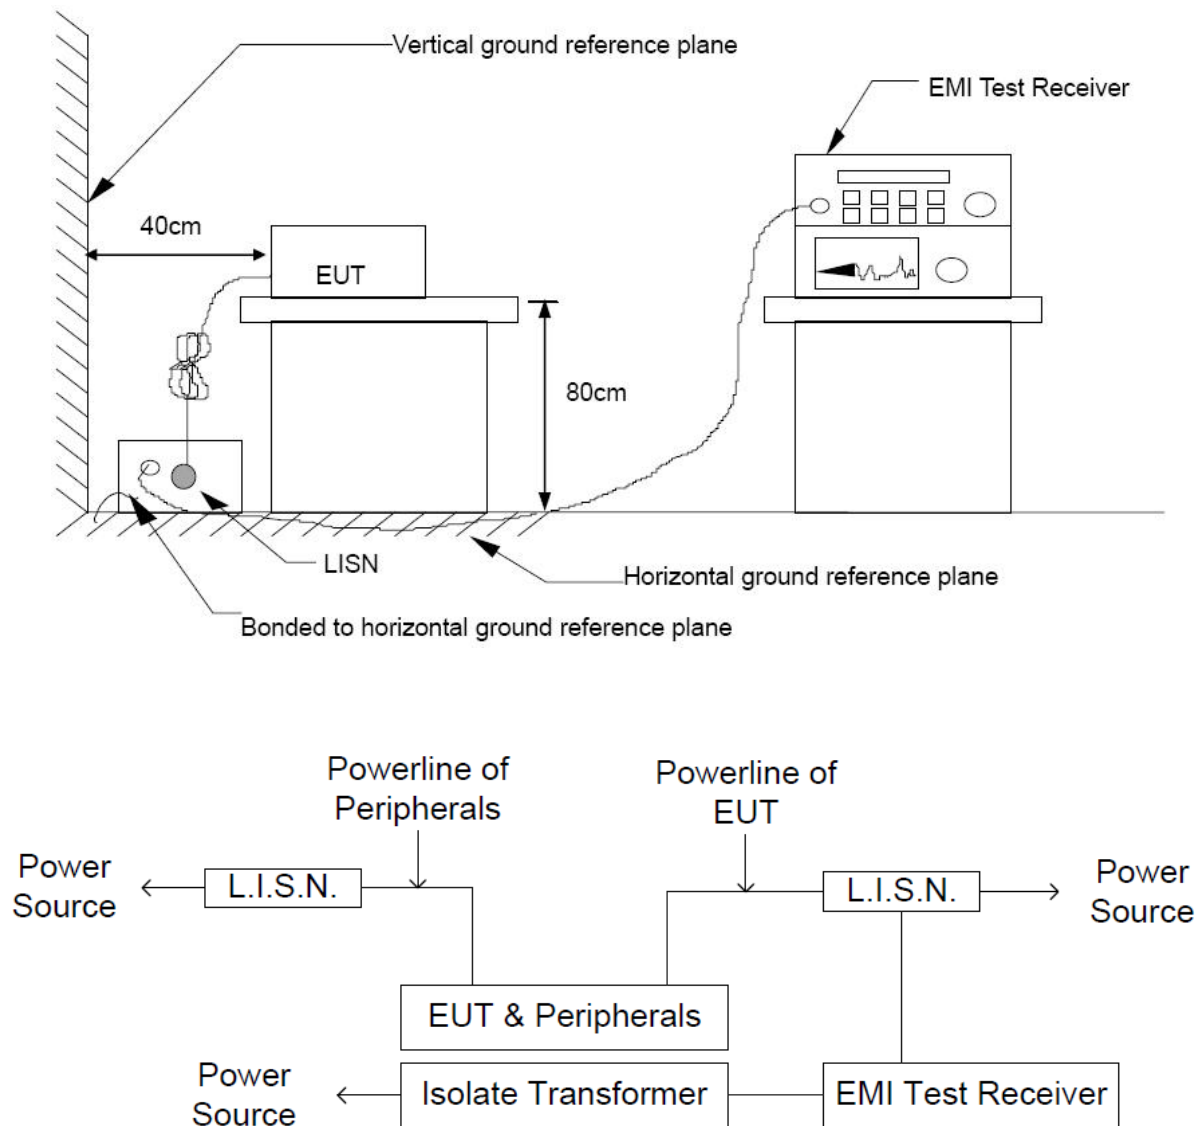 Vertical ground reference plane
EMI Test Receiver
40cm
EUT
80cm
LISN
Horizontal ground reference plane
Bonded to horizontal ground reference plane
Powerline of
Peripherals
Powerline of
EUT
Power
Source
L.I.S.N.
L.I.S.N.
Power
Source
EUT & Peripherals
Power
Source
Isolate Transformer
EMI Test Receiver